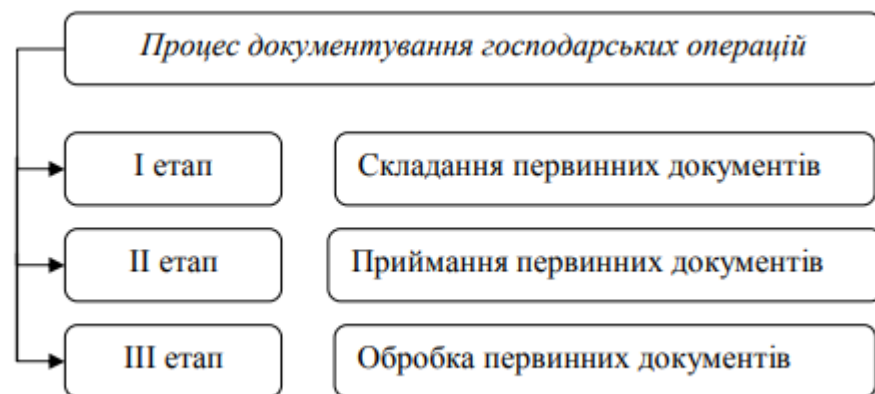 Процес документування господарських операцій
І етап
Складання первинних документів
ІІ етап
Приймання первинних документів
ІІІ етап
Обробка первинних документів